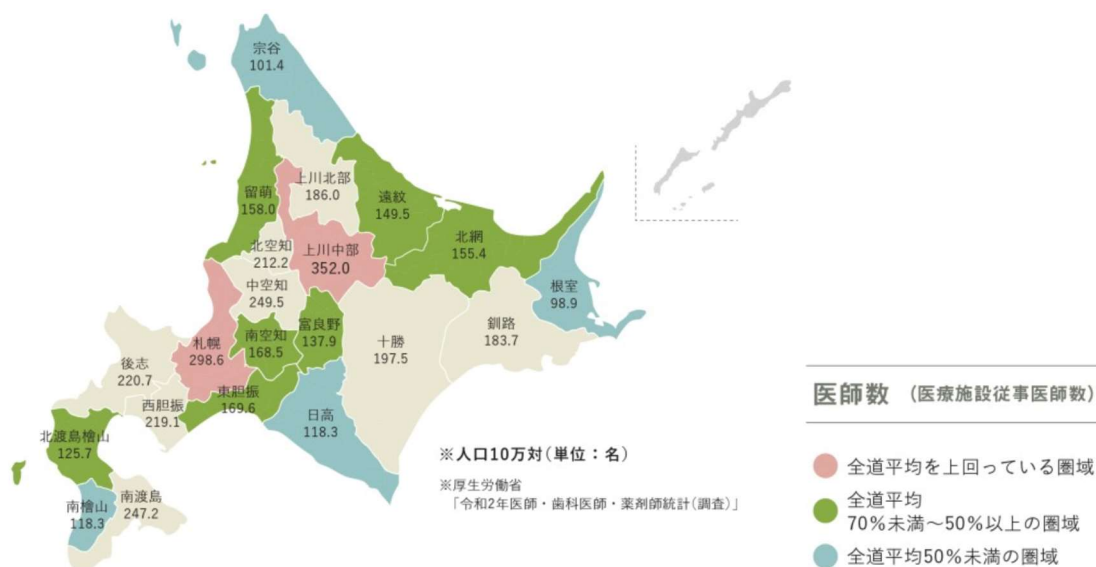 宗谷
101.4
上川北部
186.0
留萌
158.0
遠紋
149.5
北網
155.4
北空知
212.2
上川中部
352.0
中空知
249.5
根室
98.9
釧路
183.7
富良野
137.9
十勝
197.5
南空知
168.5
札幌
298.6
後志
220.7
東胆振
169.6
西胆振
219.1
日高
118.3
北渡島檜山
125.7
南渡島
247.2
南檜山
118.3
※人口10万対(単位：名)
※厚生労働省
「令和2年医師・歯科医師・薬剤師統計(調査)」
医師数 (医療施設従事医師数)
全道平均を上回っている圏域
全道平均
70%未満～50%以上の圏域
全道平均50%未満の圏域